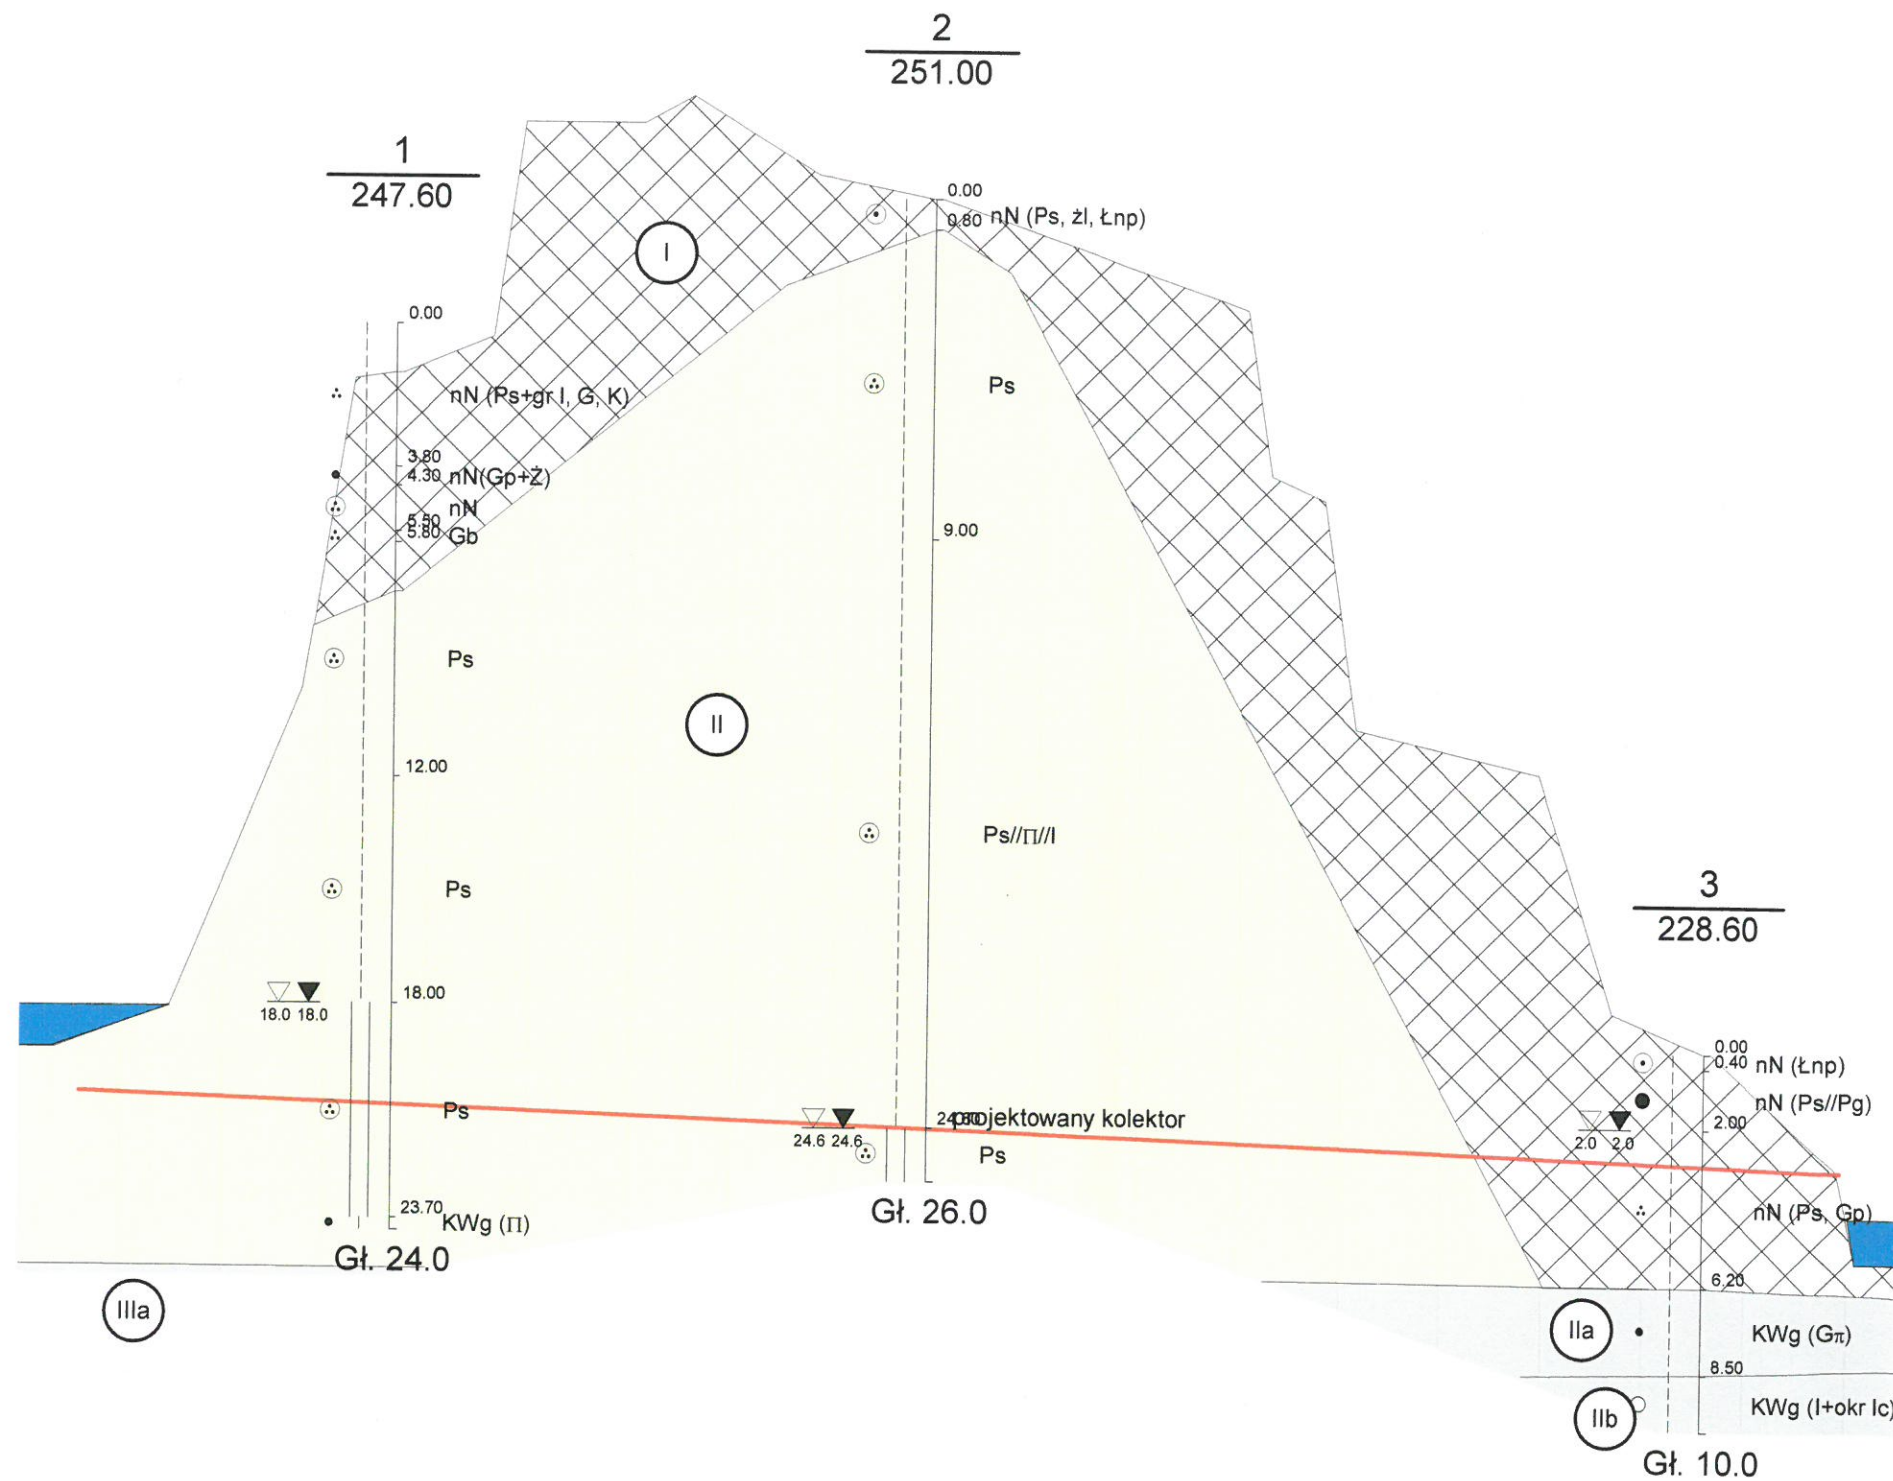 2
251.00
1
247.60
0.00
0.80 nN (Ps, żl, Łnp)
I
0.00
nN (Ps+gr I, G, K)
Ps
3.80
4.30 nN(Gp+Ż)
nN
5.50
5.80 Gb
9.00
Ps
II
12.00
Ps//Π//I
Ps
3
228.60
18.00
18.0 18.0
0.00
0.40 nN (Łnp)
nN (Ps//Pg)
Ps
24.60
projektowany kolektor
24.6 24.6
2.00
2.0 2.0
Ps
23.70
KWg (Π)
Gł. 26.0
nN (Ps, Gp)
Gł. 24.0
6.20
IIIa
IIa
KWg (Gπ)
8.50
IIb
KWg (I+okr Ic)
Gł. 10.0